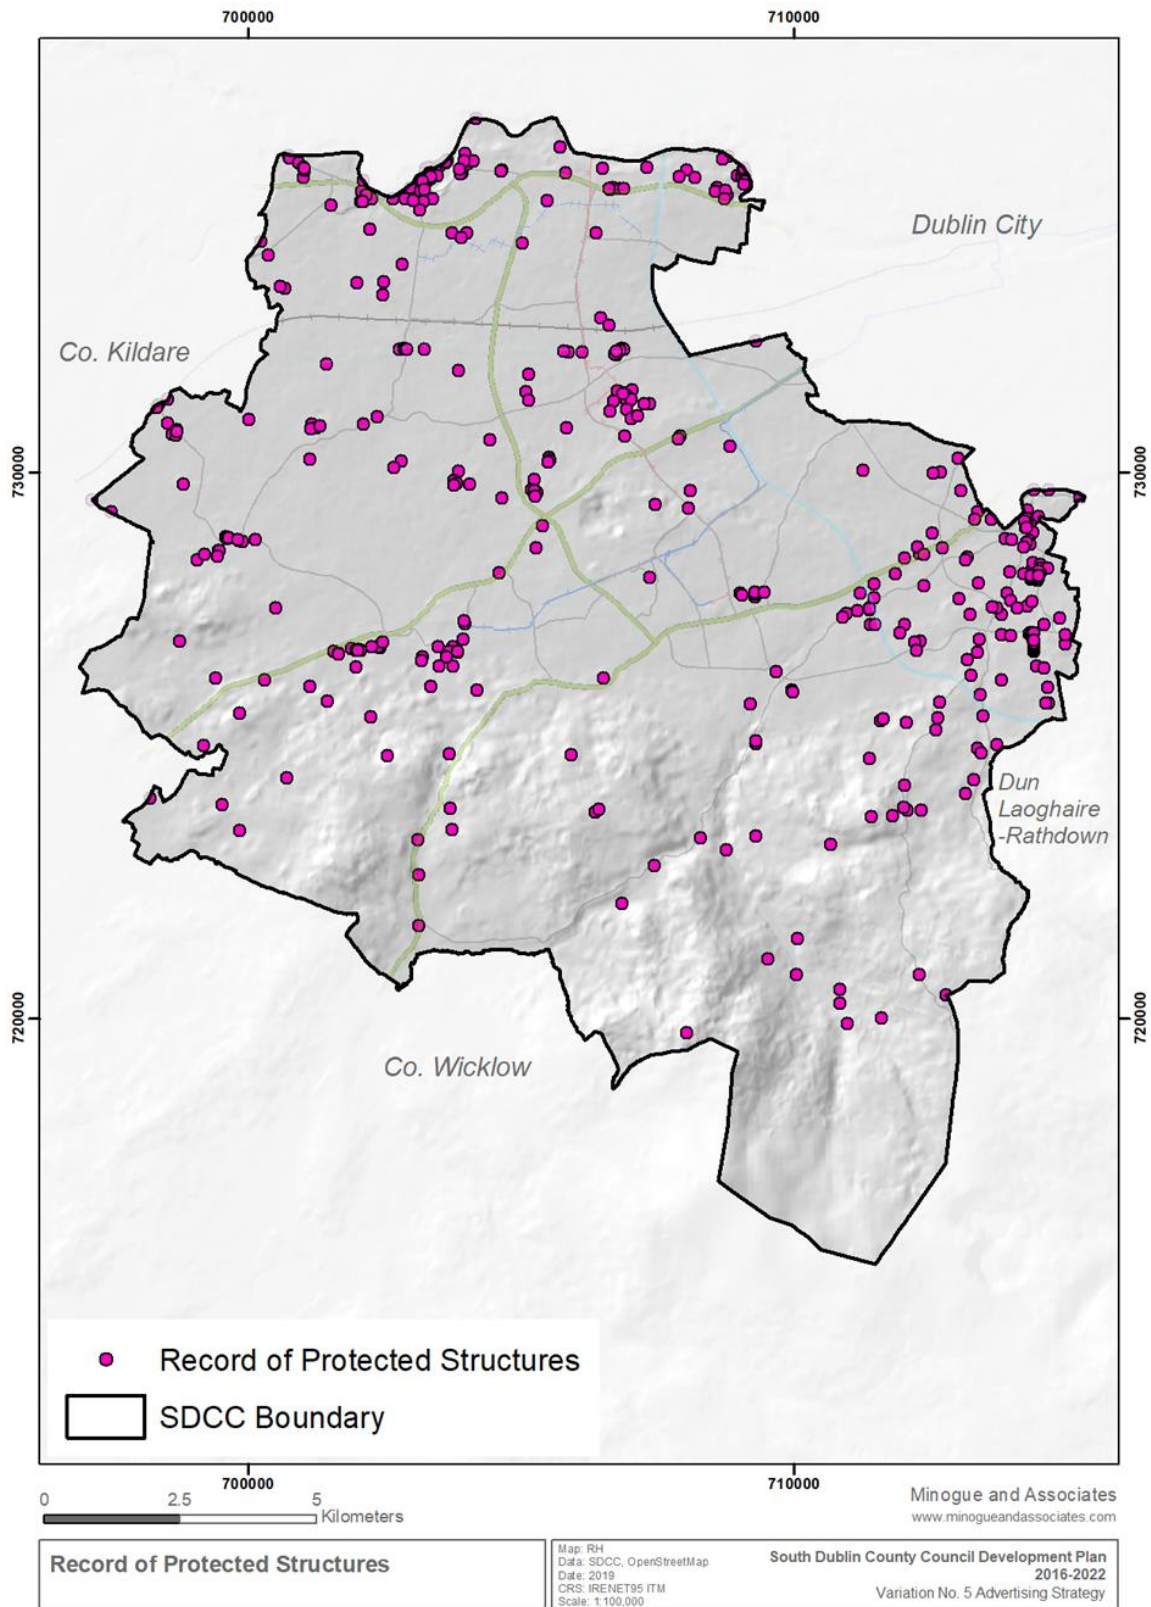 700000
710000
Dublin City
Co. Kildare
730000
730000
Dun
Laoghaire
-Rathdown
720000
720000
Co. Wicklow
Record of Protected Structures
SDCC Boundary
700000
710000
0
2.5
5
Kilometers
Minogue and Associates
www.minogueandassociates.com
Record of Protected Structures
Map: RH
Data: SDCC, OpenStreetMap
Date: 2019
CRS: IRENET95 ITM
Scale: 1:100,000
South Dublin County Council Development Plan
2016-2022
Variation No. 5 Advertising Strategy